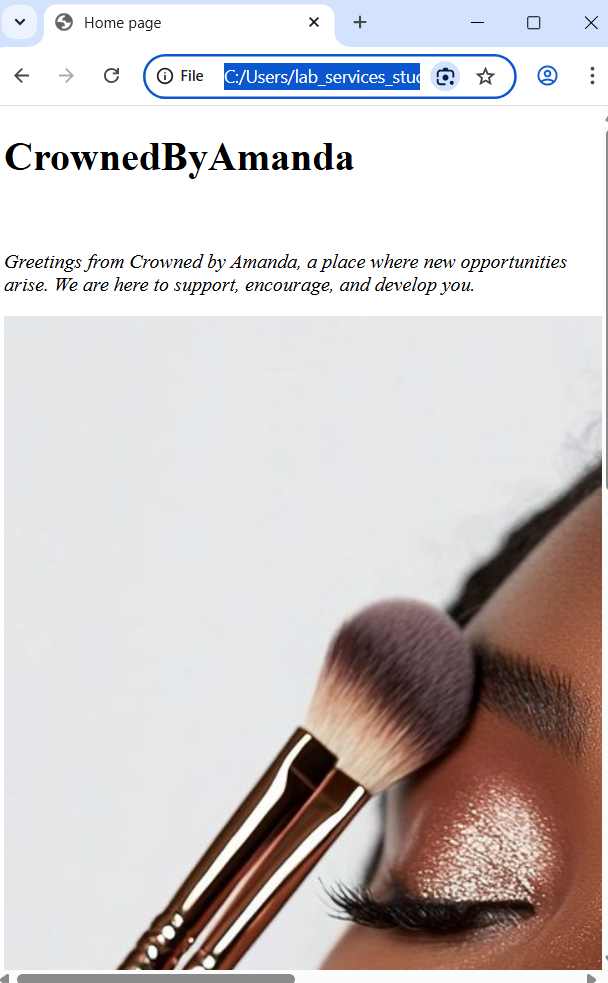 Home page
File
C:/Users/lab_services_stu
CrownedByAmanda
Greetings from Crowned by Amanda, a place where new opportunities
arise. We are here to support, encourage, and develop you.